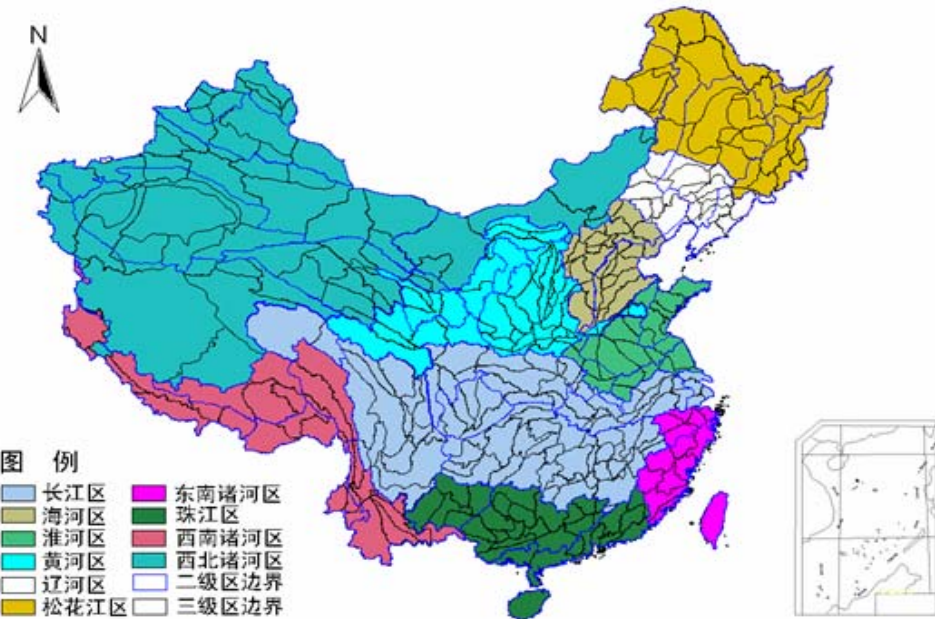 N
图 例
长江区 东南诸河区
海河区 珠江区
淮河区 西南诸河区
黄河区 西北诸河区
辽河区 二级区边界
松花江区 三级区边界